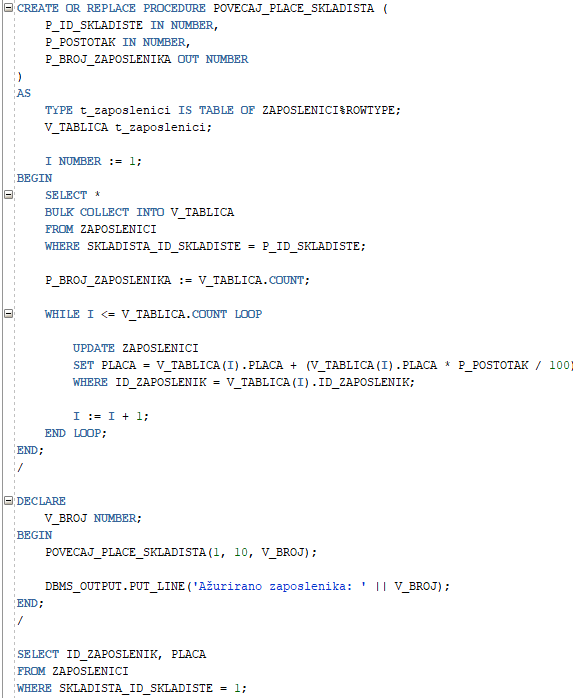 CREATE OR REPLACE PROCEDURE POVECAJ_PLACE_SKLADISTA (
    P_ID_SKLADISTE IN NUMBER,
    P_POSTOTAK IN NUMBER,
    P_BROJ_ZAPOSLENIKA OUT NUMBER
)
AS
    TYPE t_zaposlenici IS TABLE OF ZAPOSLENICI%ROWTYPE;
    V_TABLICA t_zaposlenici;

    I NUMBER := 1;
BEGIN
    SELECT *
    BULK COLLECT INTO V_TABLICA
    FROM ZAPOSLENICI
    WHERE SKLADISTA_ID_SKLADISTE = P_ID_SKLADISTE;

    P_BROJ_ZAPOSLENIKA := V_TABLICA.COUNT;

    WHILE I <= V_TABLICA.COUNT LOOP

        UPDATE ZAPOSLENICI
        SET PLACA = V_TABLICA(I).PLACA + (V_TABLICA(I).PLACA * P_POSTOTAK / 100)
        WHERE ID_ZAPOSLENIK = V_TABLICA(I).ID_ZAPOSLENIK;

        I := I + 1;
    END LOOP;
END;
/

DECLARE
    V_BROJ NUMBER;
BEGIN
    POVECAJ_PLACE_SKLADISTA(1, 10, V_BROJ);

    DBMS_OUTPUT.PUT_LINE('Ažurirano zaposlenika: ' || V_BROJ);
END;
/

SELECT ID_ZAPOSLENIK, PLACA
FROM ZAPOSLENICI
WHERE SKLADISTA_ID_SKLADISTE = 1;